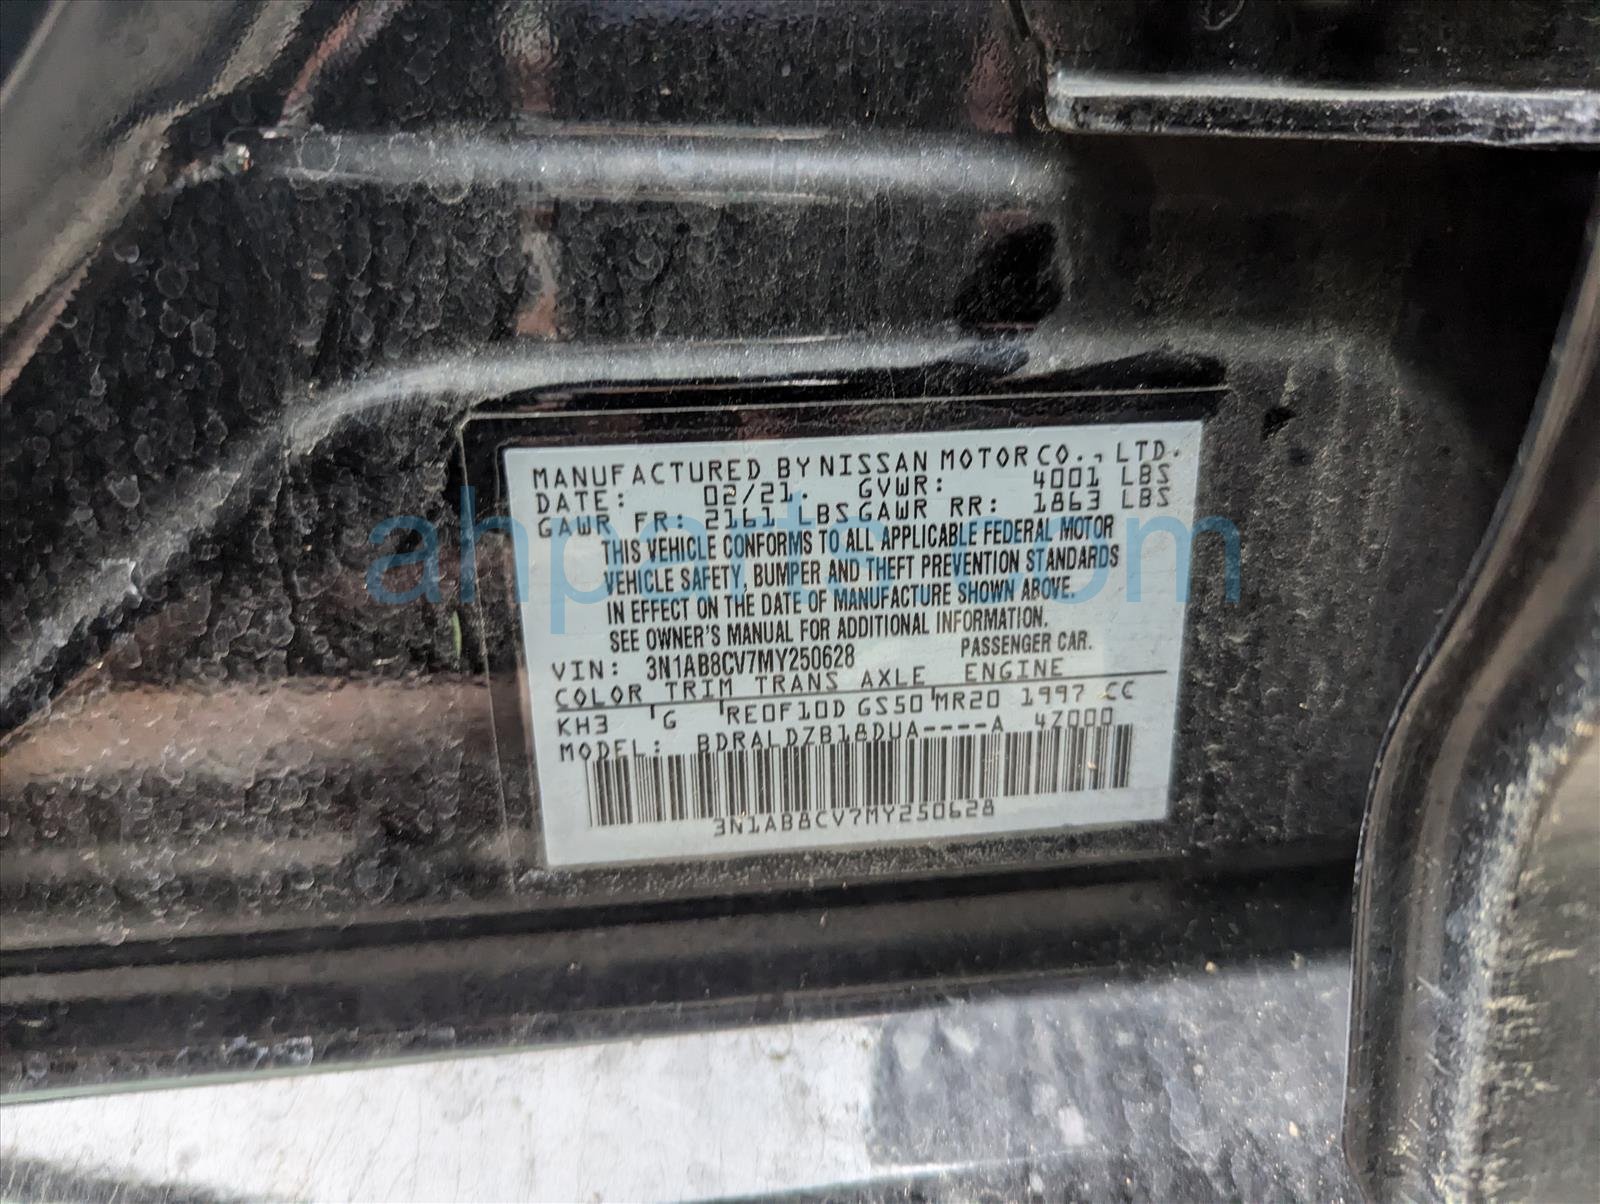 MANUFACTURED BY NISSAN MOTOR CO., LTD.
DATE: 02/21. GVWR: 4001 LBS
GAWR FR: 2161 LBS GAWR RR: 1863 LBS
THIS VEHICLE CONFORMS TO ALL APPLICABLE FEDERAL MOTOR
VEHICLE SAFETY, BUMPER AND THEFT PREVENTION STANDARDS
IN EFFECT ON THE DATE OF MANUFACTURE SHOWN ABOVE.
SEE OWNER'S MANUAL FOR ADDITIONAL INFORMATION.
VIN: 3N1AB8CV7MY250628 PASSENGER CAR.
COLOR TRIM TRANS AXLE ENGINE
KH3 G RE0F10D GS50 MR20 1997 CC
MODEL: BDRALDZB18DUA----A 4Z000
3N1AB8CV7MY250628
ahparts.com